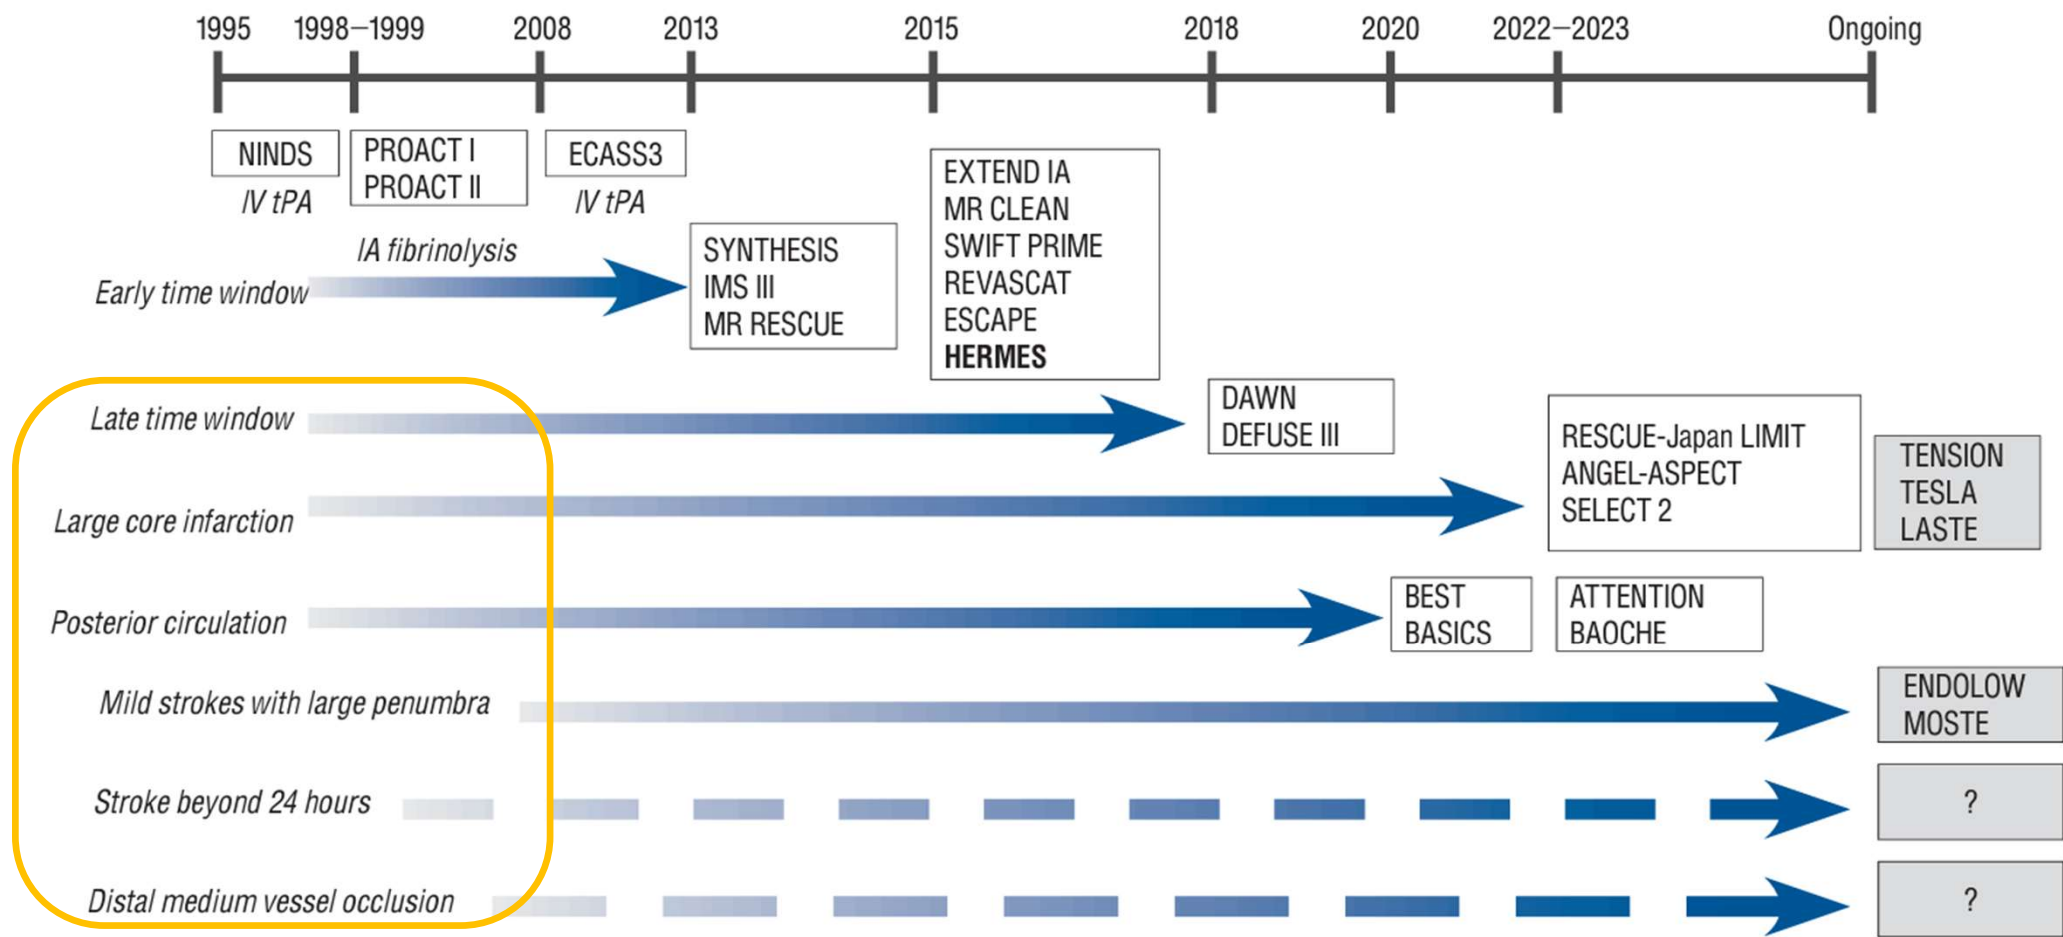 1995 1998–1999 2008 2013 2015 2018 2020 2022–2023 Ongoing
NINDS
IV tPA
PROACT I
PROACT II
ECASS3
IV tPA
IA fibrinolysis
Early time window
SYNTHESIS
IMS III
MR RESCUE
EXTEND IA
MR CLEAN
SWIFT PRIME
REVASCAT
ESCAPE
HERMES
Late time window
DAWN
DEFUSE III
Large core infarction
RESCUE-Japan LIMIT
ANGEL-ASPECT
SELECT 2
TENSION
TESLA
LASTE
Posterior circulation
BEST
BASICS
ATTENTION
BAOCHE
Mild strokes with large penumbra
ENDOLOW
MOSTE
Stroke beyond 24 hours
?
Distal medium vessel occlusion
?